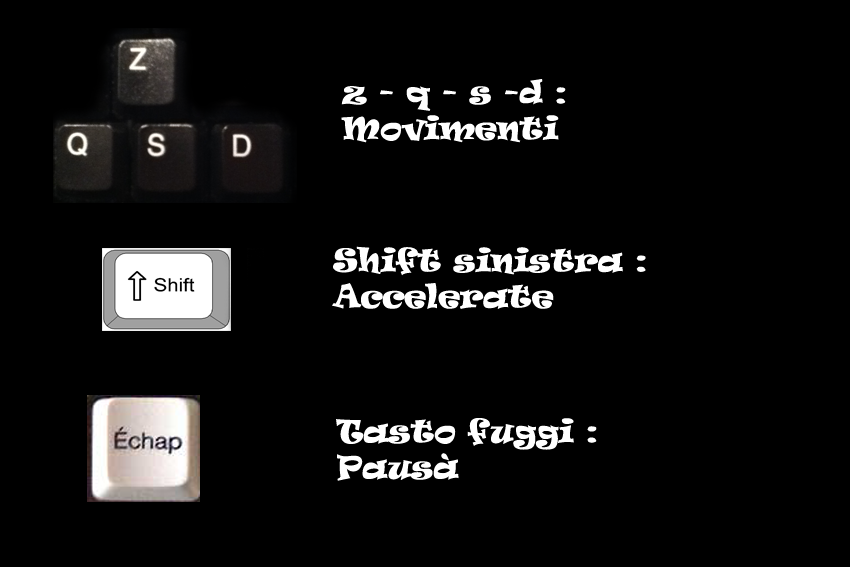 Z
Q S D
z - q - s -d :
Movimenti
Shift
Shift sinistra :
Accelerate
Échap
Tasto fuggi :
Pausà